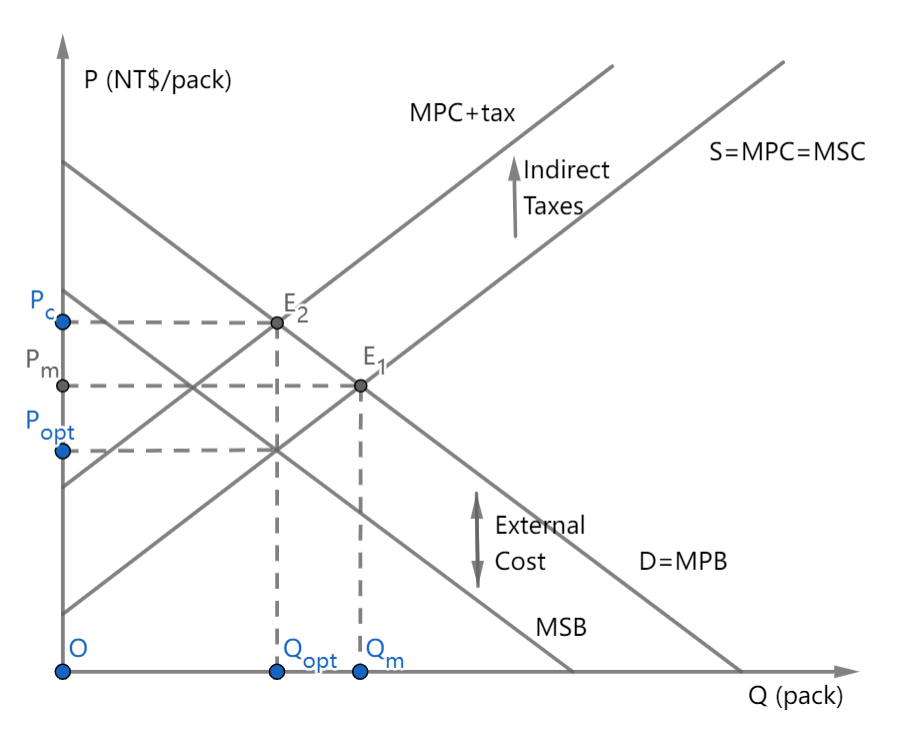 P (NT$/pack)
MPC+tax
S=MPC=MSC
Indirect
Taxes
E2
Pc
E1
Pm
Popt
External
Cost
D=MPB
MSB
O
Qopt
Qm
Q (pack)